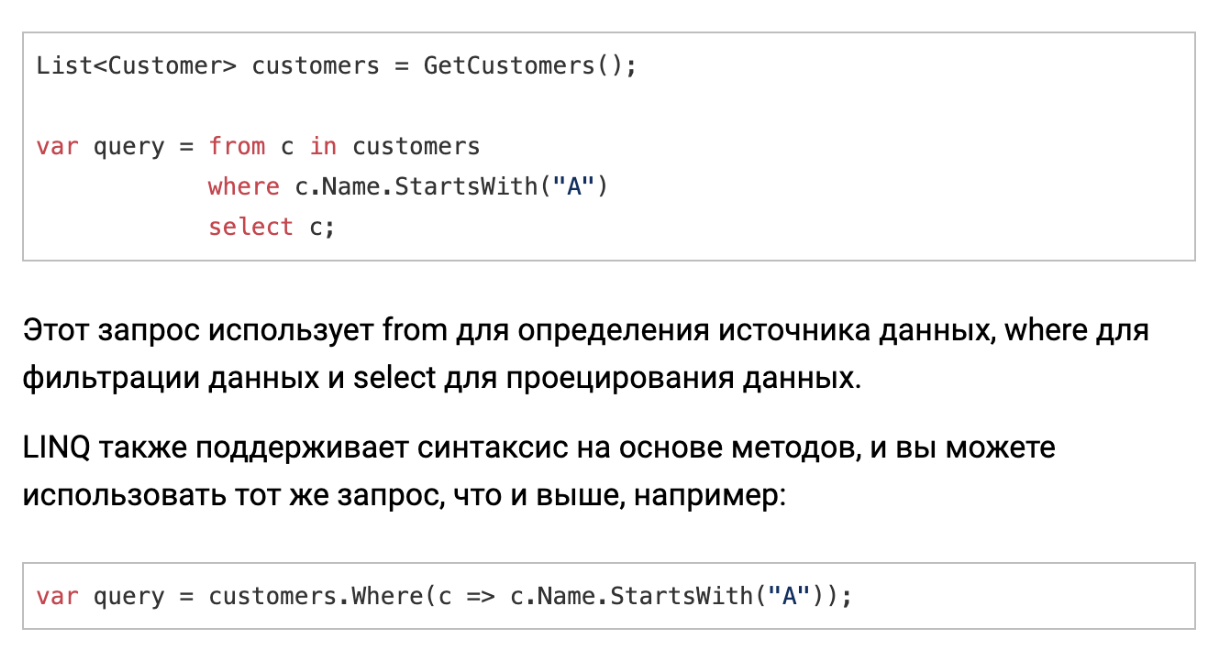 List<Customer> customers = GetCustomers();
var query = from c in customers
where c.Name.StartsWith("A")
select c;
Этот запрос использует from для определения источника данных, where для
фильтрации данных и select для проецирования данных.
LINQ также поддерживает синтаксис на основе методов, и вы можете
использовать тот же запрос, что и выше, например:
var query = customers.Where(c => c.Name.StartsWith("A"));